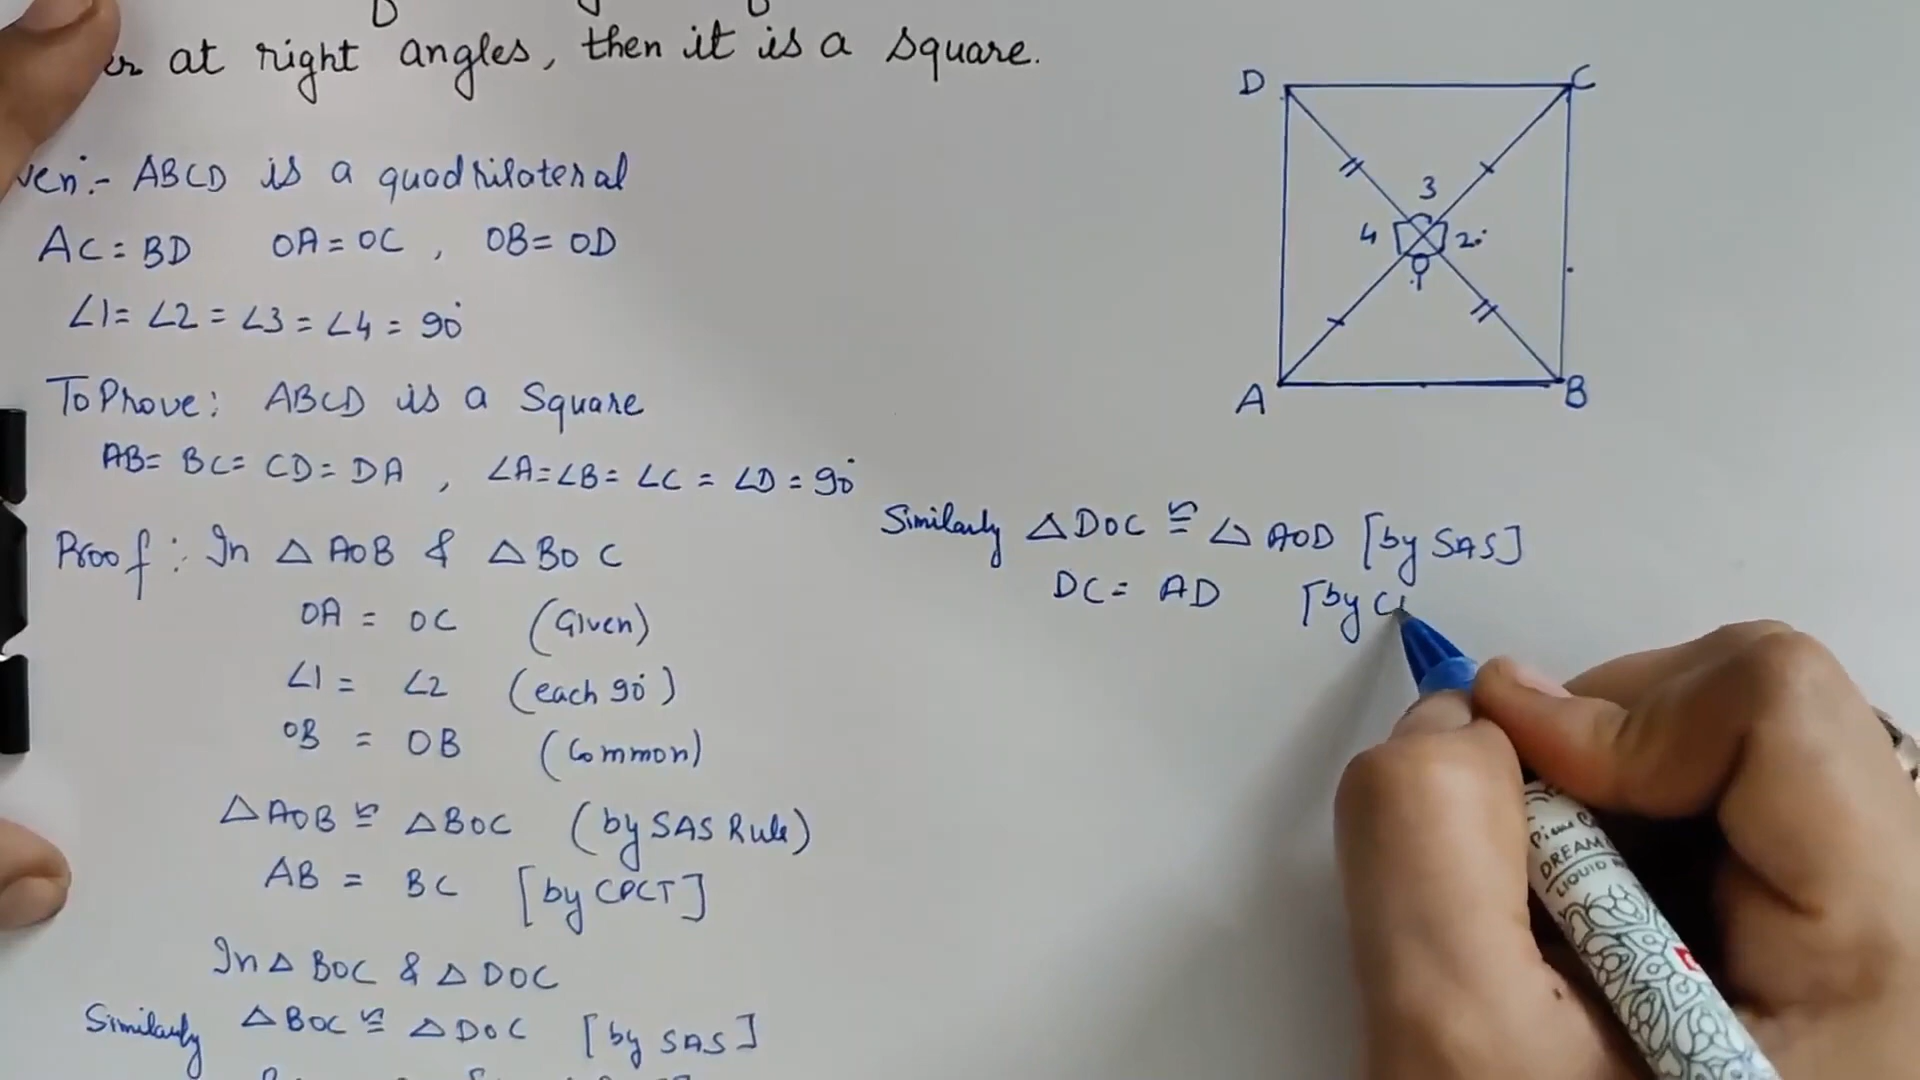 at right angles, then it is a square.
ven:- ABCD is a quadrilateral
AC = BD OA = OC , OB = OD
∠1 = ∠2 = ∠3 = ∠4 = 90°
To Prove: ABCD is a Square
AB = BC = CD = DA , ∠A = ∠B = ∠C = ∠D = 90°
Proof: In △ AOB & △ BOC
OA = OC (Given)
∠1 = ∠2 (each 90°)
OB = OB (Common)
△AOB ≅ △BOC (by SAS Rule)
AB = BC [by CPCT]
In △ BOC & △ DOC
Similarly △BOC ≅ △DOC [by SAS]
D C
3
4 2
O
A B
Similarly △DOC ≅ △AOD [by SAS]
DC = AD [by C
DREAM
LIQUID